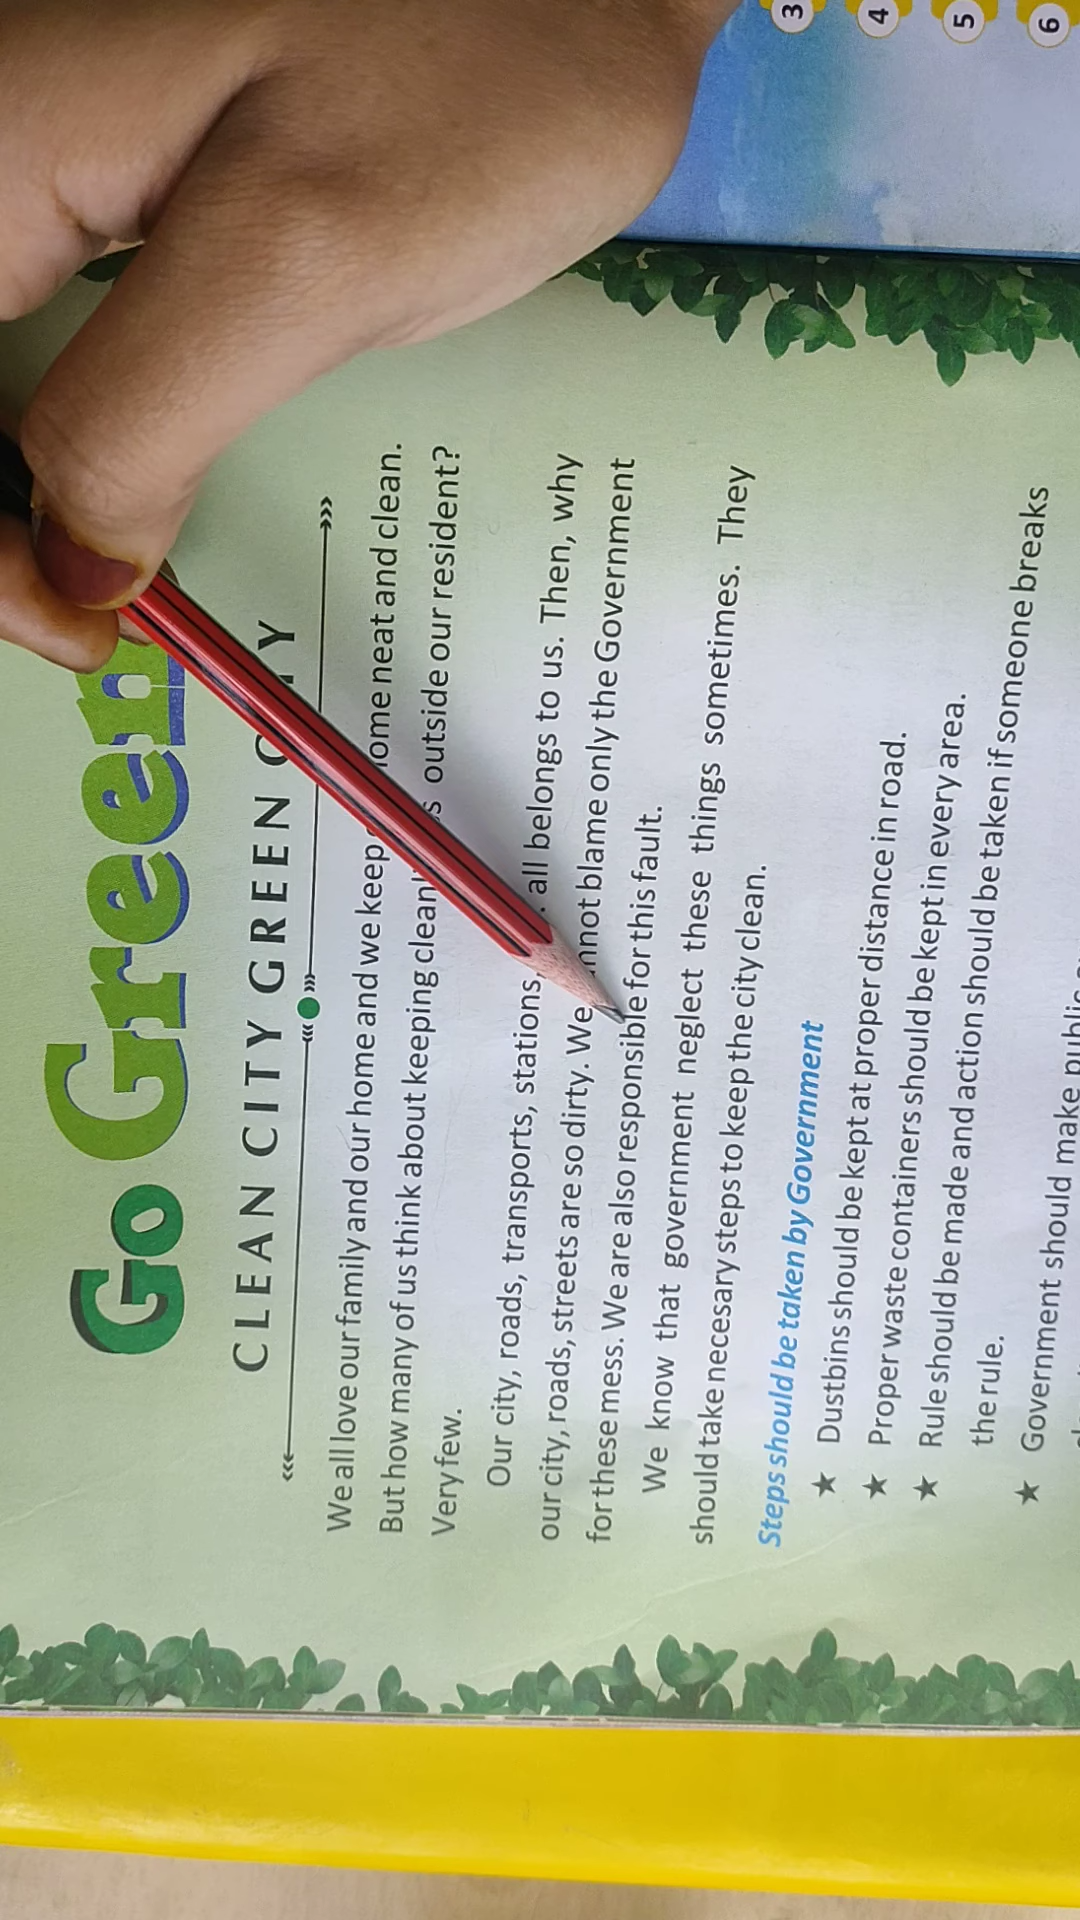 Go Green
CLEAN CITY GREEN
We all love our family and our home and we keep home neat and clean.
But how many of us think about keeping outside our resident?
Very few.
Our city, roads, transports, stations, all belongs to us. Then, why
our city, roads, streets are so dirty. We blame only the Government
for these mess. We are also responsible for this fault.
We know that government neglect these things sometimes. They
should take necesary steps to keep the city clean.
Steps should be taken by Government
★ Dustbins should be kept at proper distance in road.
★ Proper waste containers should be kept in every area.
★ Rule should be made and action should be taken if someone breaks
the rule.
★ Government should make public
3
4
5
6